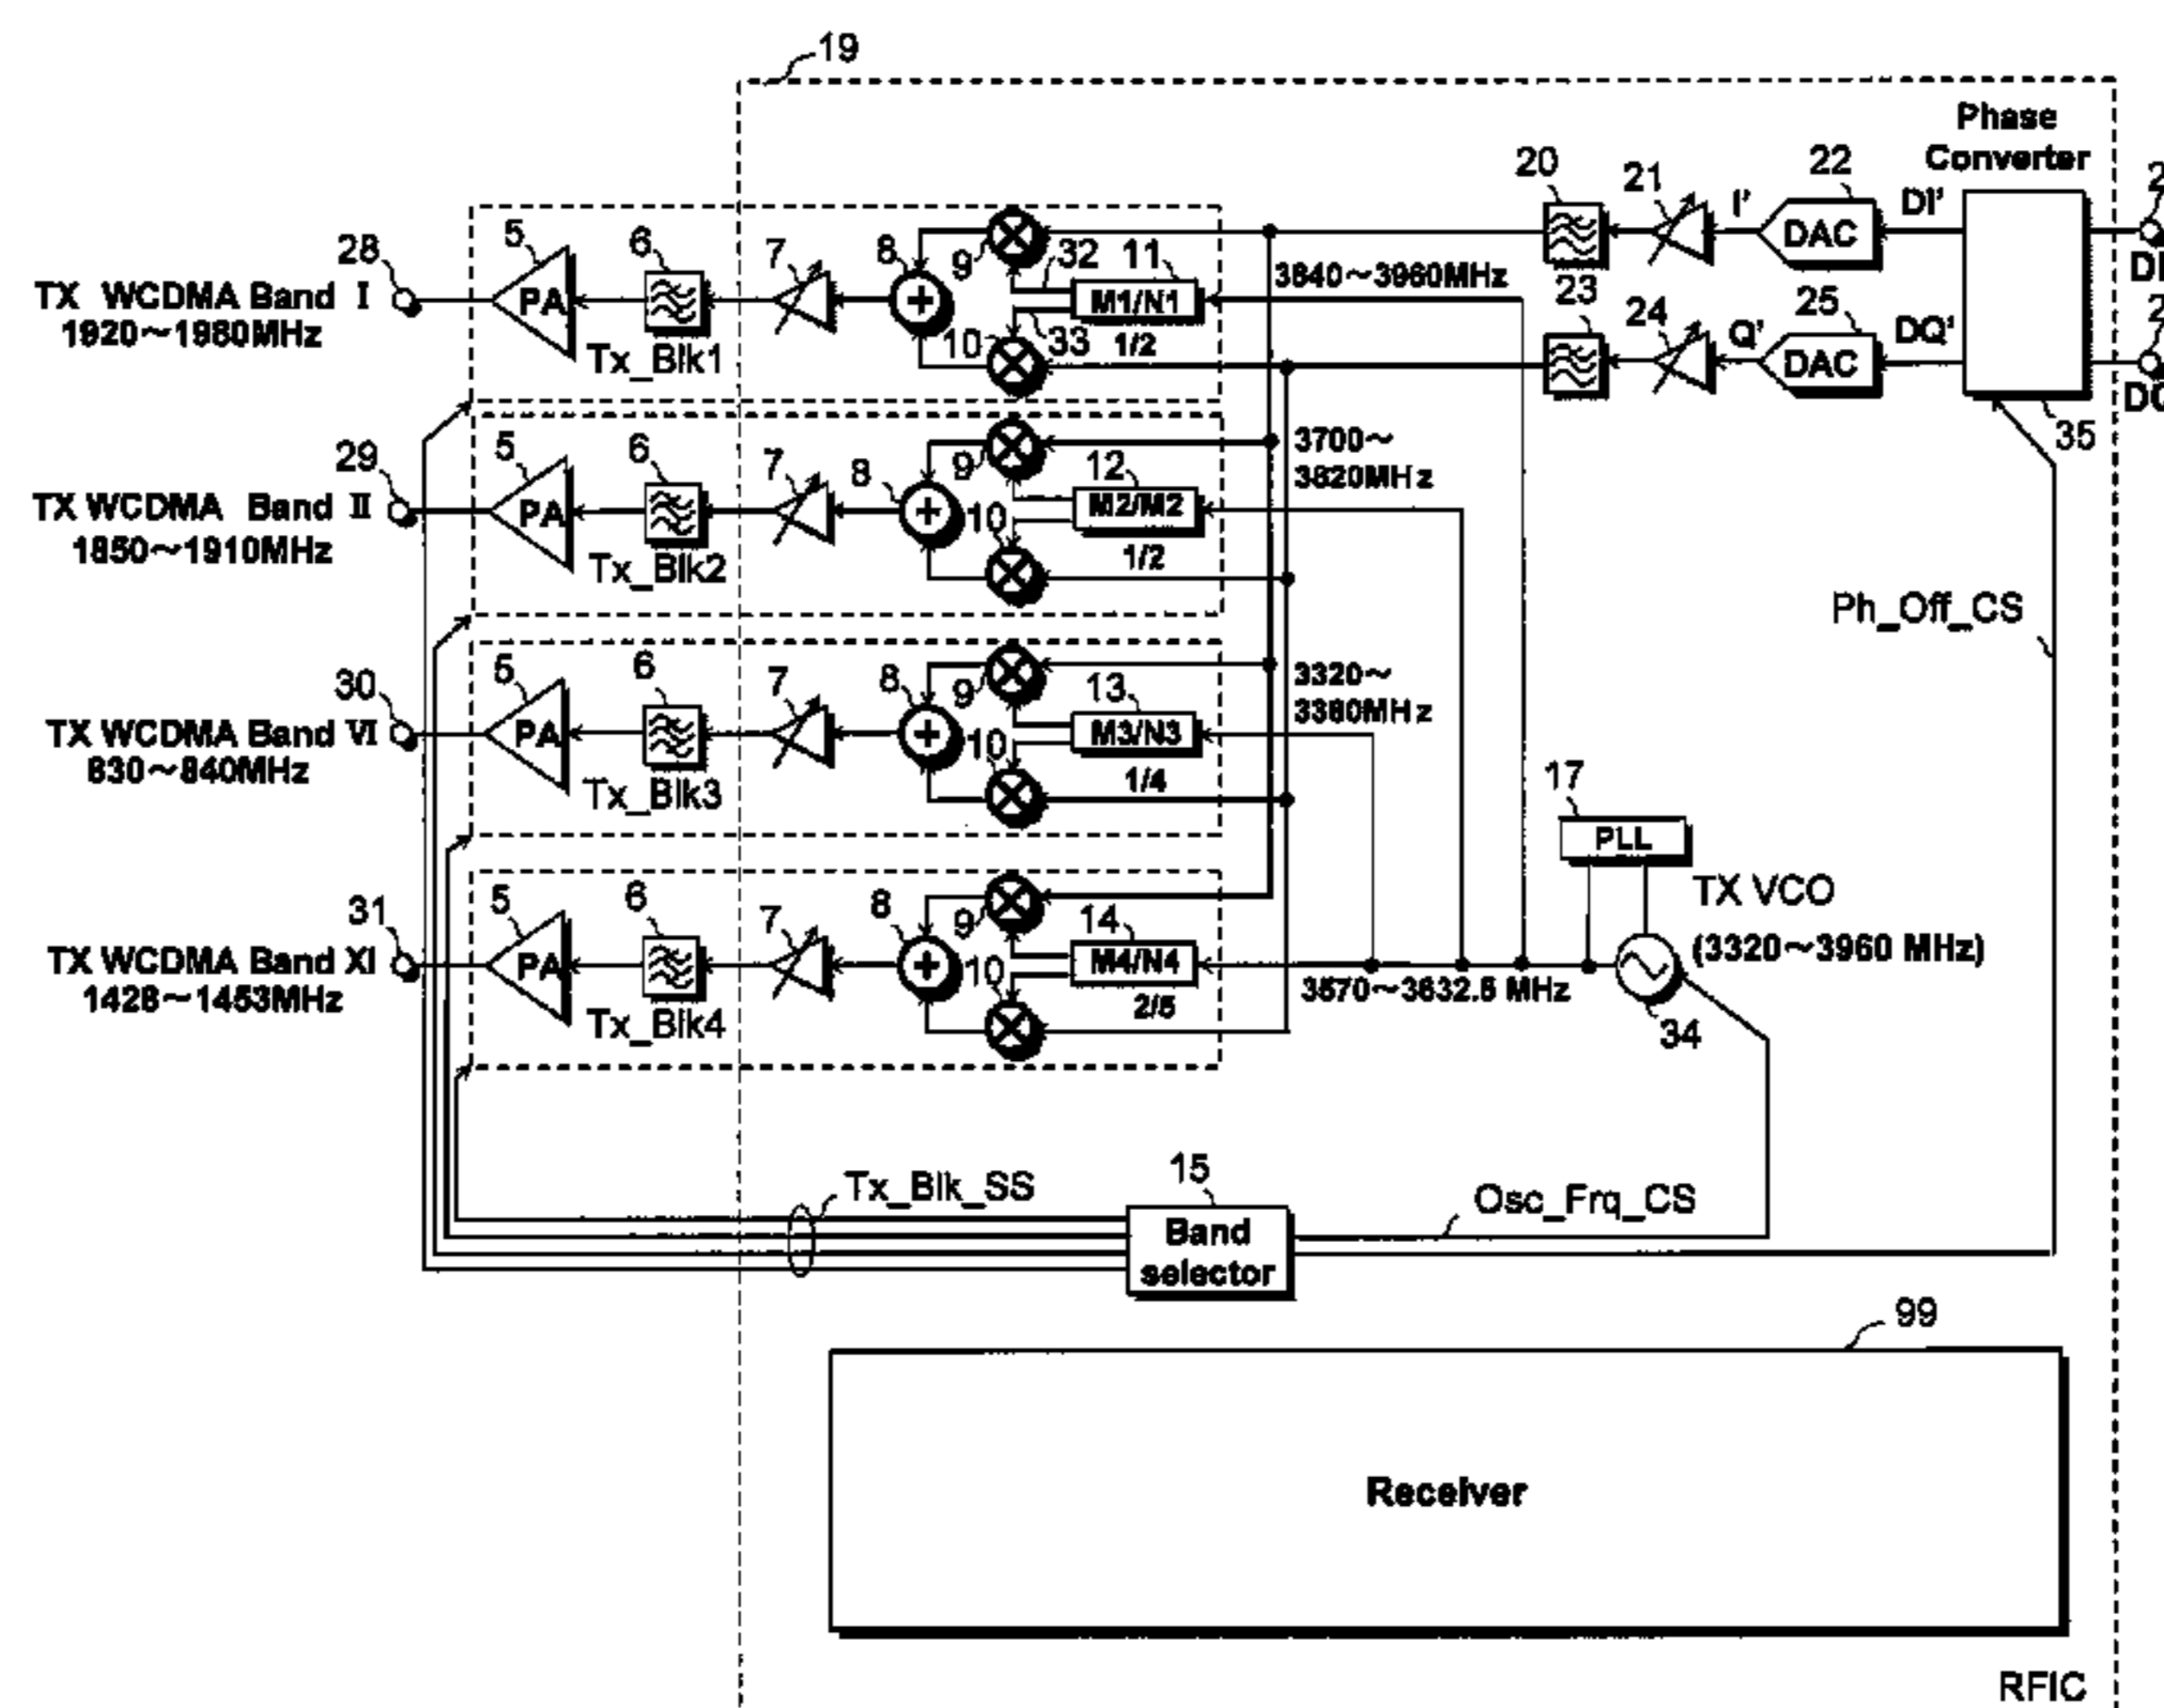 19
Phase
Converter
20
21
I'
22
DI'
DAC
DI
28
5
6
7
8
9
32
11
3840~3960MHz
23
24
Q'
25
DQ'
DAC
35
TX WCDMA Band I
1920~1980MHz
PA
Tx_Blk1
M1/N1
10
33
1/2
29
5
6
7
8
9
12
3700~
3820MHz
TX WCDMA Band II
1850~1910MHz
PA
Tx_Blk2
10
M2/M2
1/2
Ph_Off_CS
30
5
6
7
8
9
13
3320~
3360MHz
TX WCDMA Band VI
830~840MHz
PA
Tx_Blk3
10
M3/N3
1/4
17
PLL
TX VCO
(3320~3960 MHz)
34
31
5
6
7
8
9
14
TX WCDMA Band XI
1428~1453MHz
PA
Tx_Blk4
10
M4/N4
2/5
3570~3632.5 MHz
Tx_Blk_SS
15
Band
selector
Osc_Frq_CS
99
Receiver
RFIC